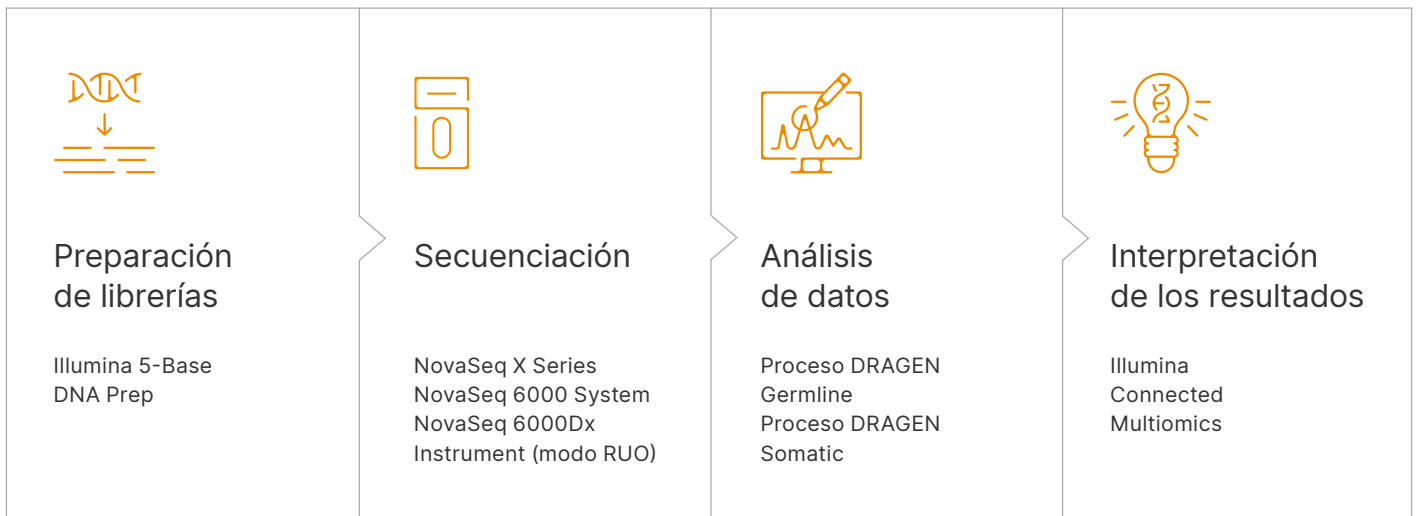 Preparación
de librerías
Illumina 5-Base
DNA Prep
Secuenciación
NovaSeq X Series
NovaSeq 6000 System
NovaSeq 6000Dx
Instrument (modo RUO)
Análisis
de datos
Proceso DRAGEN
Germline
Proceso DRAGEN
Somatic
Interpretación
de los resultados
Illumina
Connected
Multiomics